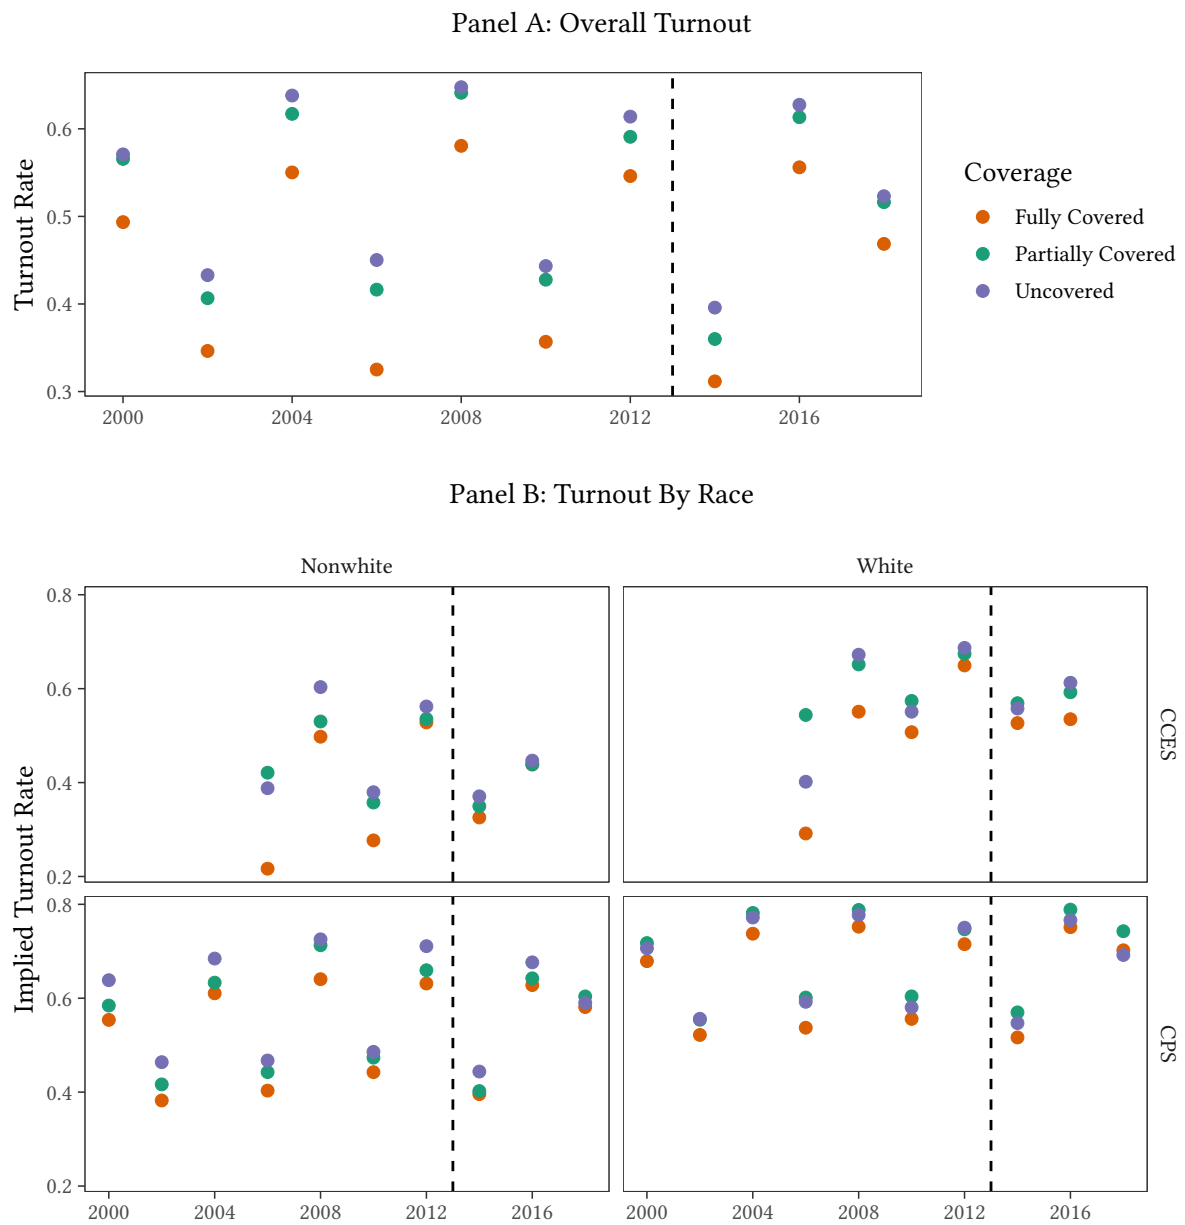 Panel A: Overall Turnout
Turnout Rate
0.6
0.5
0.4
0.3
2000 2004 2008 2012 2016
Coverage
Fully Covered
Partially Covered
Uncovered
Panel B: Turnout By Race
Implied Turnout Rate
Nonwhite White
0.8
0.6
0.4
0.2
CCES
0.8
0.6
0.4
0.2
CPS
2000 2004 2008 2012 2016 2000 2004 2008 2012 2016